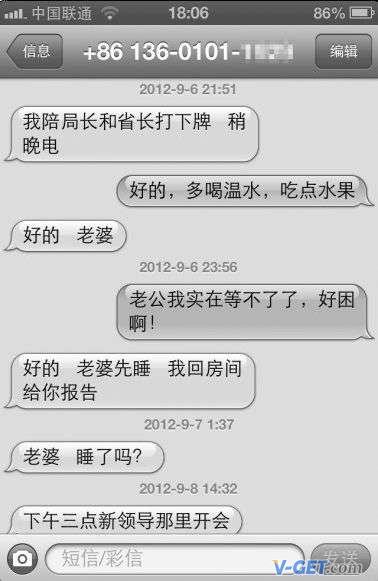 中国联通 18:06 86%
信息 +86 136-0101- 编辑
2012-9-6 21:51
我陪局长和省长打下牌 稍
晚电
好的，多喝温水，吃点水果
好的 老婆
2012-9-6 23:56
老公我实在等不了了，好困
啊！
好的 老婆先睡 我回房间
给你报告
2012-9-7 1:37
老婆 睡了吗？
2012-9-8 14:32
下午三点新领导那里开会
短信/彩信 发送
V-GET.com